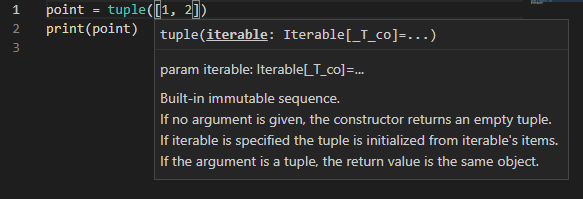 1 point = tuple([1, 2])
2 print(point)
3
tuple(iterable: Iterable[_T_co]=...)
param iterable: Iterable[_T_co]=...
Built-in immutable sequence.
If no argument is given, the constructor returns an empty tuple.
If iterable is specified the tuple is initialized from iterable's items.
If the argument is a tuple, the return value is the same object.